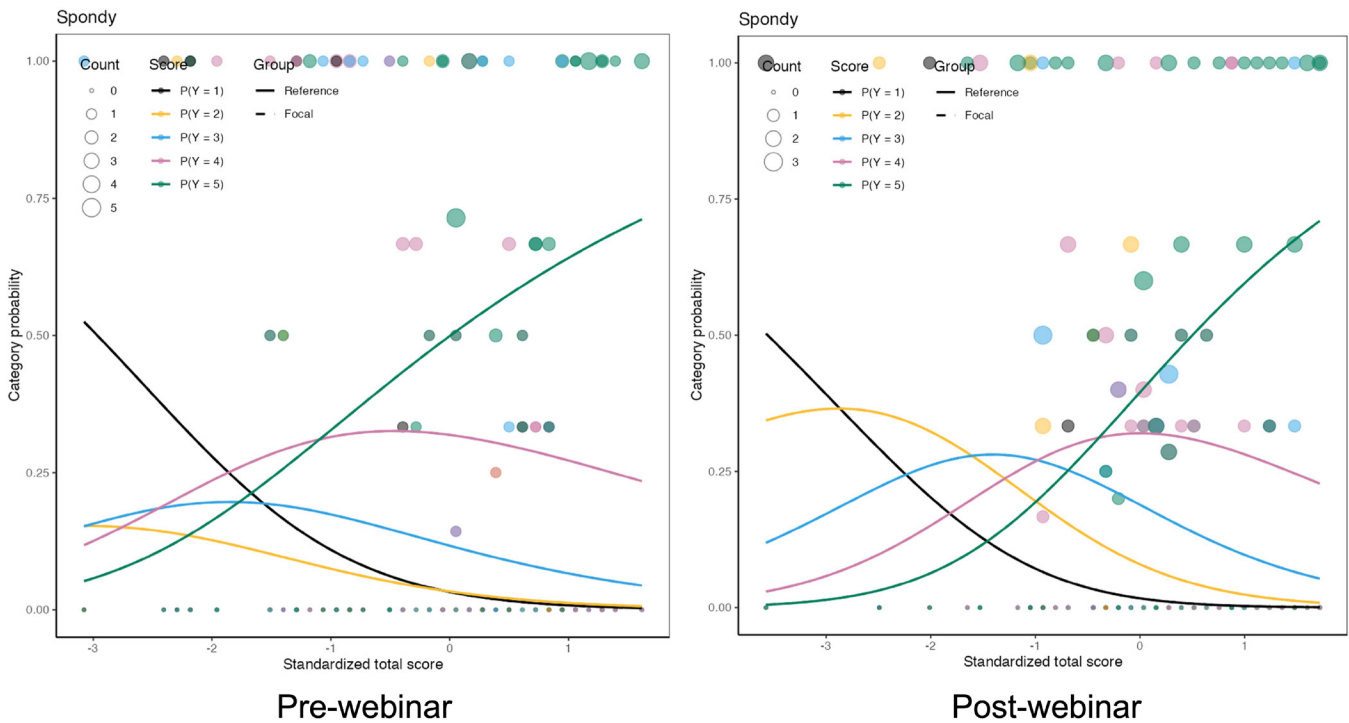 Spondy
Count Score Group
0 P(Y = 1) Reference
1 P(Y = 2) Focal
2 P(Y = 3)
3 P(Y = 4)
4 P(Y = 5)
5
1.00
0.75
0.50
0.25
0.00
Category probability
-3 -2 -1 0 1
Standardized total score
Pre-webinar
Spondy
Count Score Group
0 P(Y = 1) Reference
1 P(Y = 2) Focal
2 P(Y = 3)
3 P(Y = 4)
P(Y = 5)
1.00
0.75
0.50
0.25
0.00
Category probability
-3 -2 -1 0 1
Standardized total score
Post-webinar